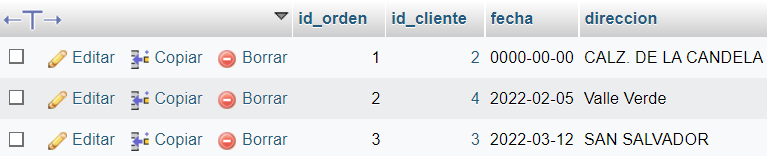 id_orden id_cliente fecha direccion
Editar Copiar Borrar 1 2 0000-00-00 CALZ. DE LA CANDELA
Editar Copiar Borrar 2 4 2022-02-05 Valle Verde
Editar Copiar Borrar 3 3 2022-03-12 SAN SALVADOR